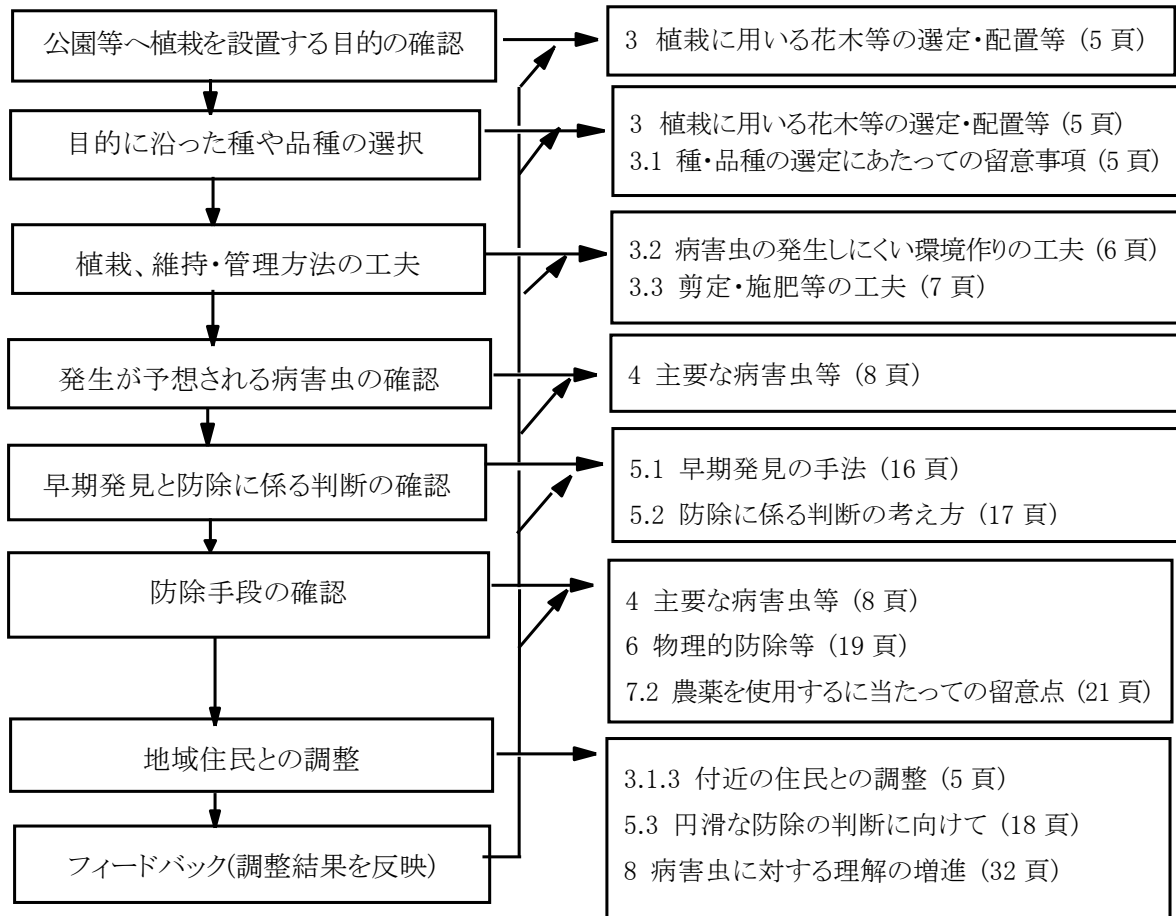 公園等へ植栽を設置する目的の確認
3 植栽に用いる花木等の選定・配置等 (5 頁)
目的に沿った種や品種の選択
3 植栽に用いる花木等の選定・配置等 (5 頁)
3.1 種・品種の選定にあたっての留意事項 (5 頁)
植栽、維持・管理方法の工夫
3.2 病害虫の発生しにくい環境作りの工夫 (6 頁)
3.3 剪定・施肥等の工夫 (7 頁)
発生が予想される病害虫の確認
4 主要な病害虫等 (8 頁)
早期発見と防除に係る判断の確認
5.1 早期発見の手法 (16 頁)
5.2 防除に係る判断の考え方 (17 頁)
防除手段の確認
4 主要な病害虫等 (8 頁)
6 物理的防除等 (19 頁)
7.2 農薬を使用するに当たっての留意点 (21 頁)
地域住民との調整
3.1.3 付近の住民との調整 (5 頁)
5.3 円滑な防除の判断に向けて (18 頁)
8 病害虫に対する理解の増進 (32 頁)
フィードバック(調整結果を反映)